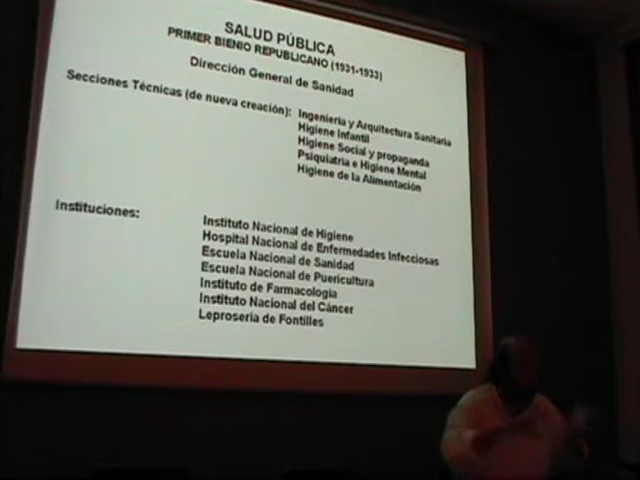 SALUD PÚBLICA
PRIMER BIENIO REPUBLICANO (1931-1933)
Dirección General de Sanidad
Secciones Técnicas (de nueva creación): Ingeniería y Arquitectura Sanitaria
Higiene Infantil
Higiene Social y propaganda
Psiquiatría e Higiene Mental
Higiene de la Alimentación
Instituciones: Instituto Nacional de Higiene
Hospital Nacional de Enfermedades Infecciosas
Escuela Nacional de Sanidad
Escuela Nacional de Puericultura
Instituto de Farmacología
Instituto Nacional del Cáncer
Leprosería de Fontilles